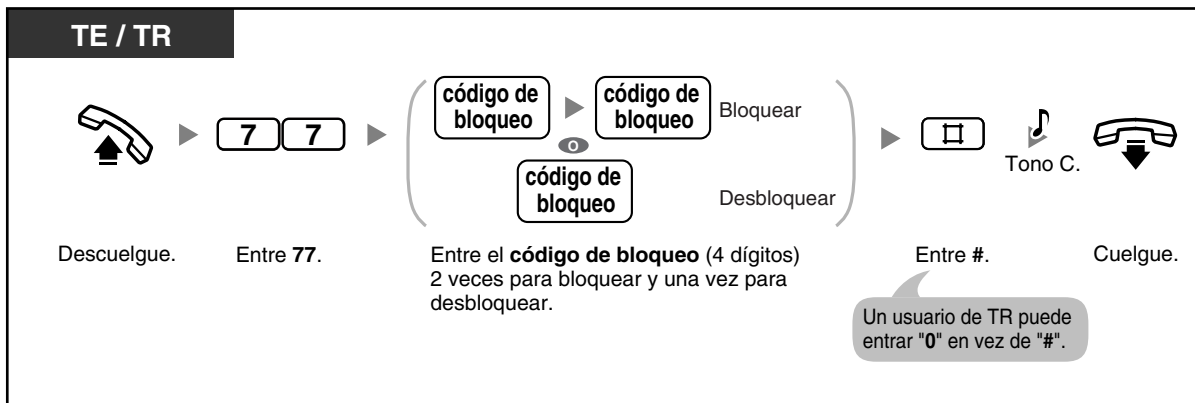 TE / TR
código de
bloqueo
código de
bloqueo
Bloquear
o
código de
bloqueo
Desbloquear
7 7
Tono C.
Descuelgue.
Entre 77.
Entre el código de bloqueo (4 dígitos)
2 veces para bloquear y una vez para
desbloquear.
Entre #.
Cuelgue.
Un usuario de TR puede
entrar "0" en vez de "#".